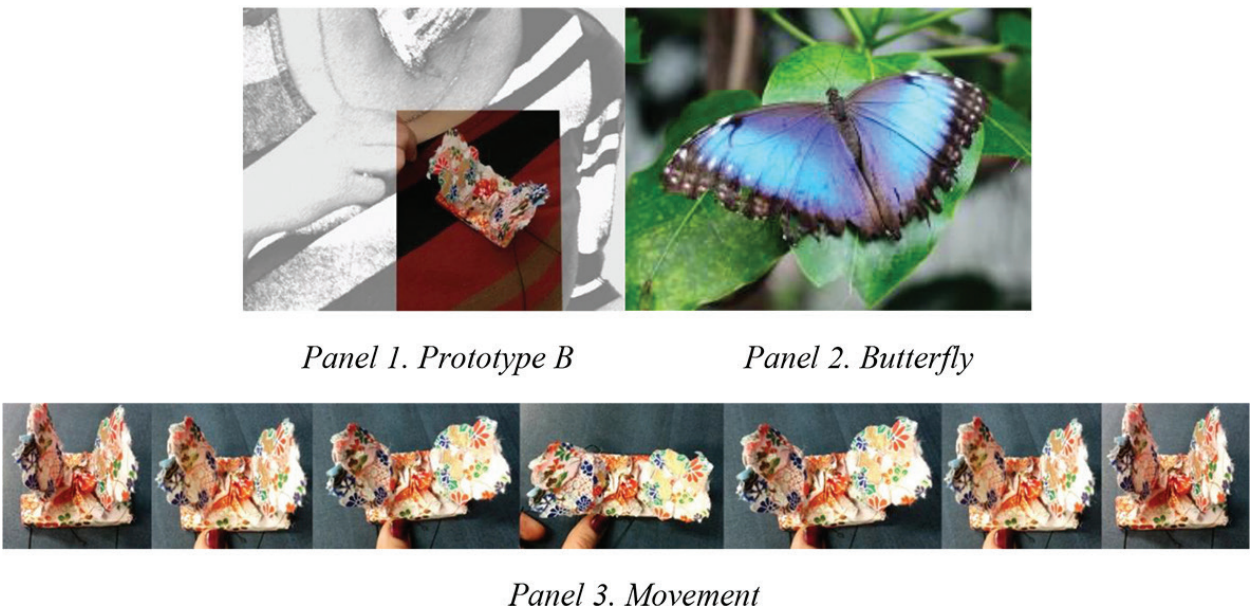 Panel 1. Prototype B
Panel 2. Butterfly
Panel 3. Movement